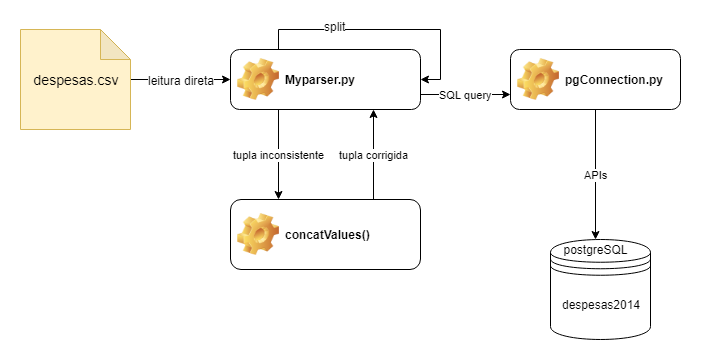 split
despesas.csv
leitura direta
Myparser.py
SQL query
pgConnection.py
tupla inconsistente
tupla corrigida
APIs
concatValues()
postgreSQL
despesas2014